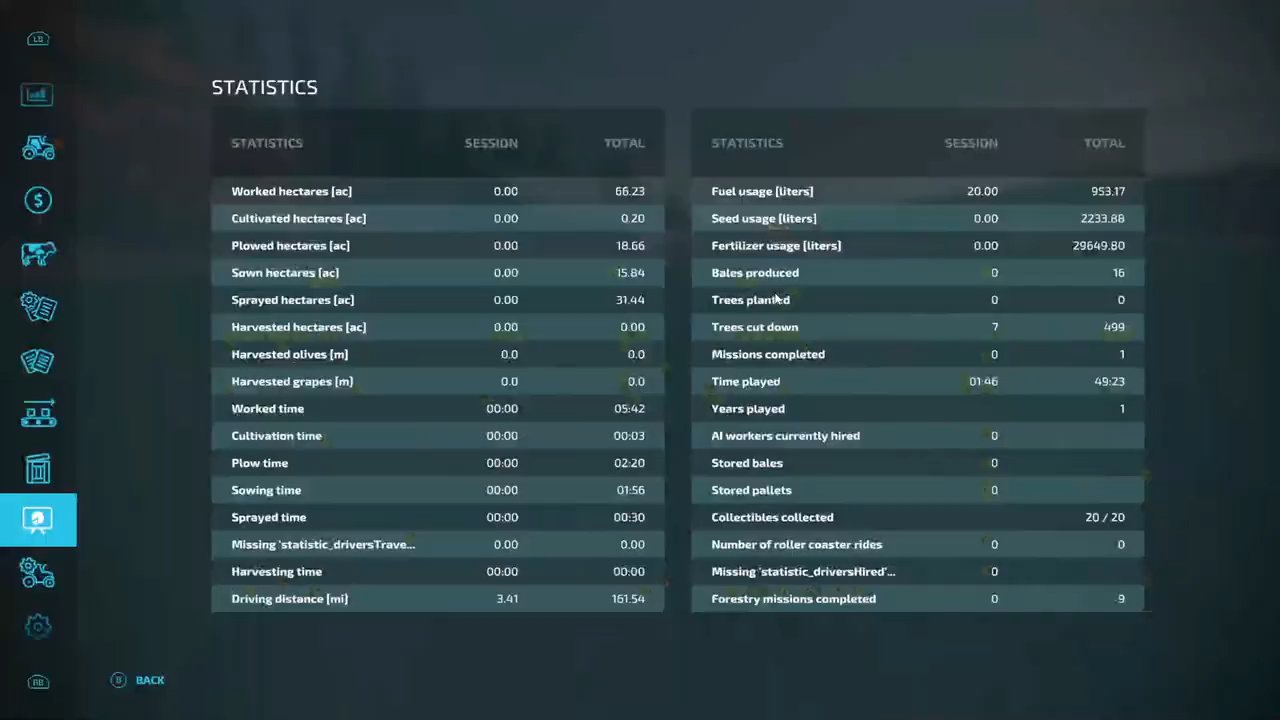 LB
STATISTICS
STATISTICS SESSION TOTAL
Worked hectares [ac] 0.00 66.23
Cultivated hectares [ac] 0.00 0.20
Plowed hectares [ac] 0.00 18.66
Sown hectares [ac] 0.00 15.84
Sprayed hectares [ac] 0.00 31.44
Harvested hectares [ac] 0.00 0.00
Harvested olives [m] 0.0 0.0
Harvested grapes [m] 0.0 0.0
Worked time 00:00 05:42
Cultivation time 00:00 00:03
Plow time 00:00 02:20
Sowing time 00:00 01:56
Sprayed time 00:00 00:30
Missing 'statistic_driversTrave... 0.00 0.00
Harvesting time 00:00 00:00
Driving distance [mi] 3.41 161.54
STATISTICS SESSION TOTAL
Fuel usage [liters] 20.00 953.17
Seed usage [liters] 0.00 2233.88
Fertilizer usage [liters] 0.00 29649.80
Bales produced 0 16
Trees planted 0 0
Trees cut down 7 499
Missions completed 0 1
Time played 01:46 49:23
Years played 1
AI workers currently hired 0
Stored bales 0
Stored pallets 0
Collectibles collected 20 / 20
Number of roller coaster rides 0 0
Missing 'statistic_driversHired'... 0
Forestry missions completed 0 9
RB
B BACK